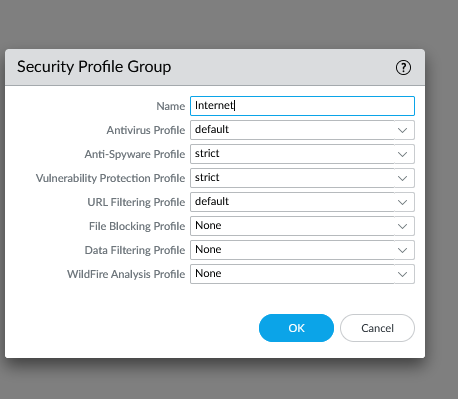 Security Profile Group
Name Internet
Antivirus Profile default
Anti-Spyware Profile strict
Vulnerability Protection Profile strict
URL Filtering Profile default
File Blocking Profile None
Data Filtering Profile None
WildFire Analysis Profile None
OK Cancel